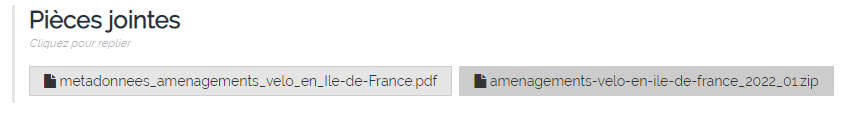 Pièces jointes
Cliquez pour replier
metadonnees_amenagements_velo_en_Ile-de-France.pdf
amenagements-velo-en-ile-de-france_2022_01.zip